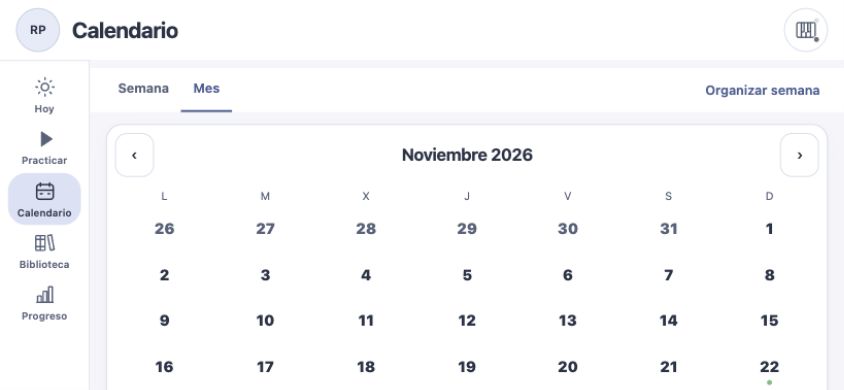 RP
Calendario
Hoy
Practicar
Calendario
Biblioteca
Progreso
Semana Mes
Organizar semana
‹ Noviembre 2026 ›
L M X J V S D
26 27 28 29 30 31 1
2 3 4 5 6 7 8
9 10 11 12 13 14 15
16 17 18 19 20 21 22